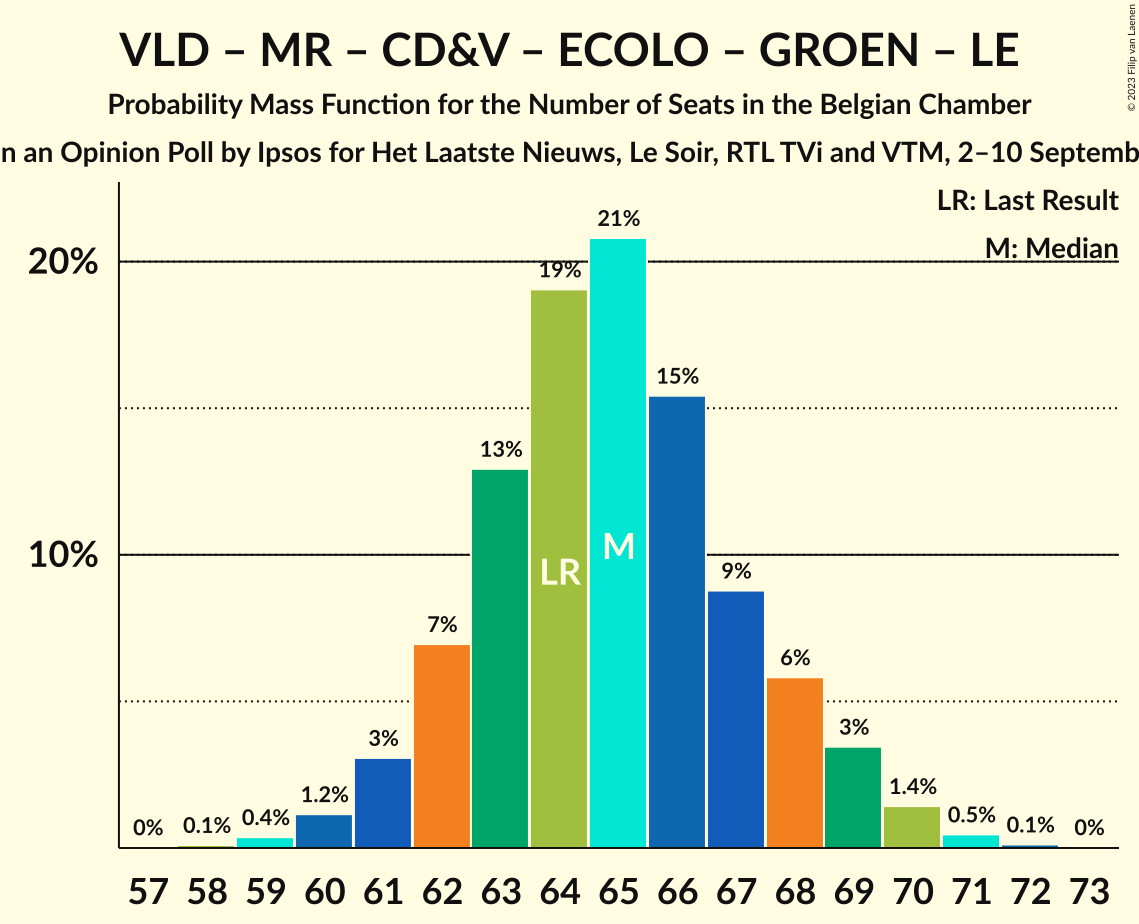 VLD – MR – CD&V – ECOLO – GROEN – LE
Probability Mass Function for the Number of Seats in the Belgian Chamber
n an Opinion Poll by Ipsos for Het Laatste Nieuws, Le Soir, RTL TVi and VTM, 2–10 Septemb
© 2023 Filip van Laenen
LR: Last Result
M: Median
20%
10%
0%
0.1%
0.4%
1.2%
3%
7%
13%
19%
21%
15%
9%
6%
3%
1.4%
0.5%
0.1%
0%
LR
M
57 58 59 60 61 62 63 64 65 66 67 68 69 70 71 72 73